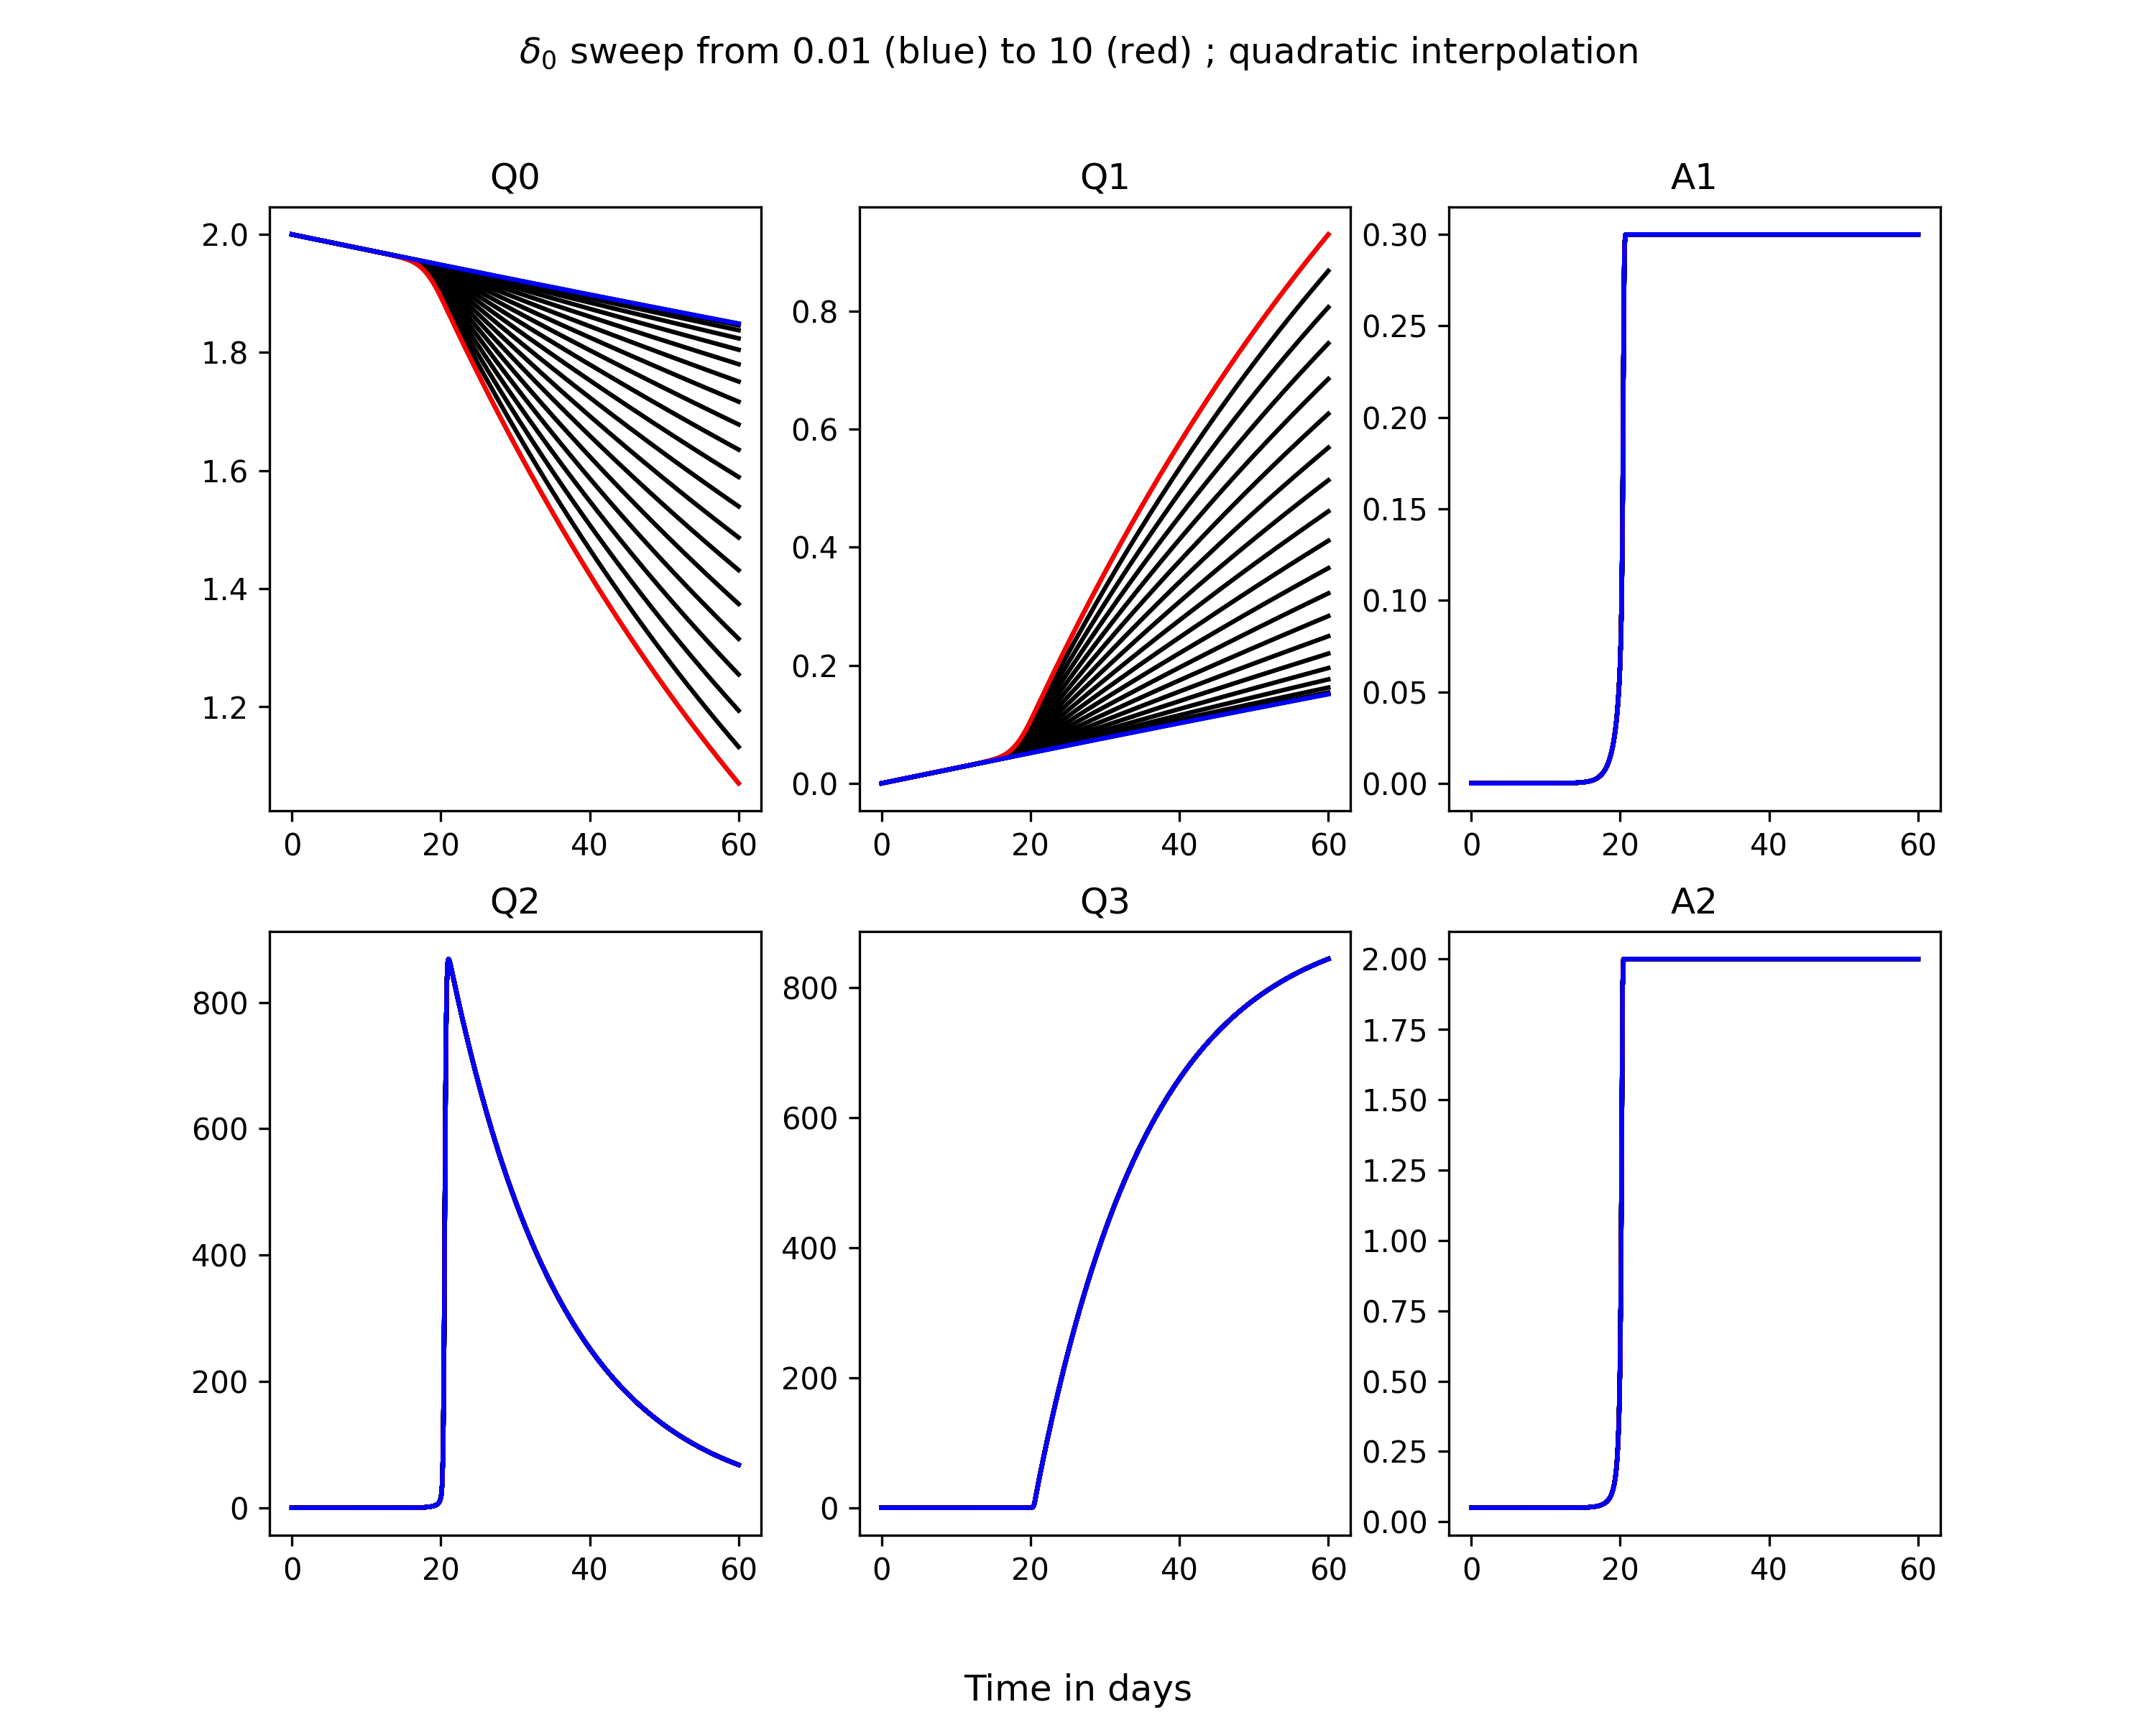 δ₀ sweep from 0.01 (blue) to 10 (red) ; quadratic interpolation
Q0
2.0
1.8
1.6
1.4
1.2
0 20 40 60
Q1
0.8
0.6
0.4
0.2
0.0
0 20 40 60
A1
0.30
0.25
0.20
0.15
0.10
0.05
0.00
0 20 40 60
Q2
800
600
400
200
0
0 20 40 60
Q3
800
600
400
200
0
0 20 40 60
A2
2.00
1.75
1.50
1.25
1.00
0.75
0.50
0.25
0.00
0 20 40 60
Time in days